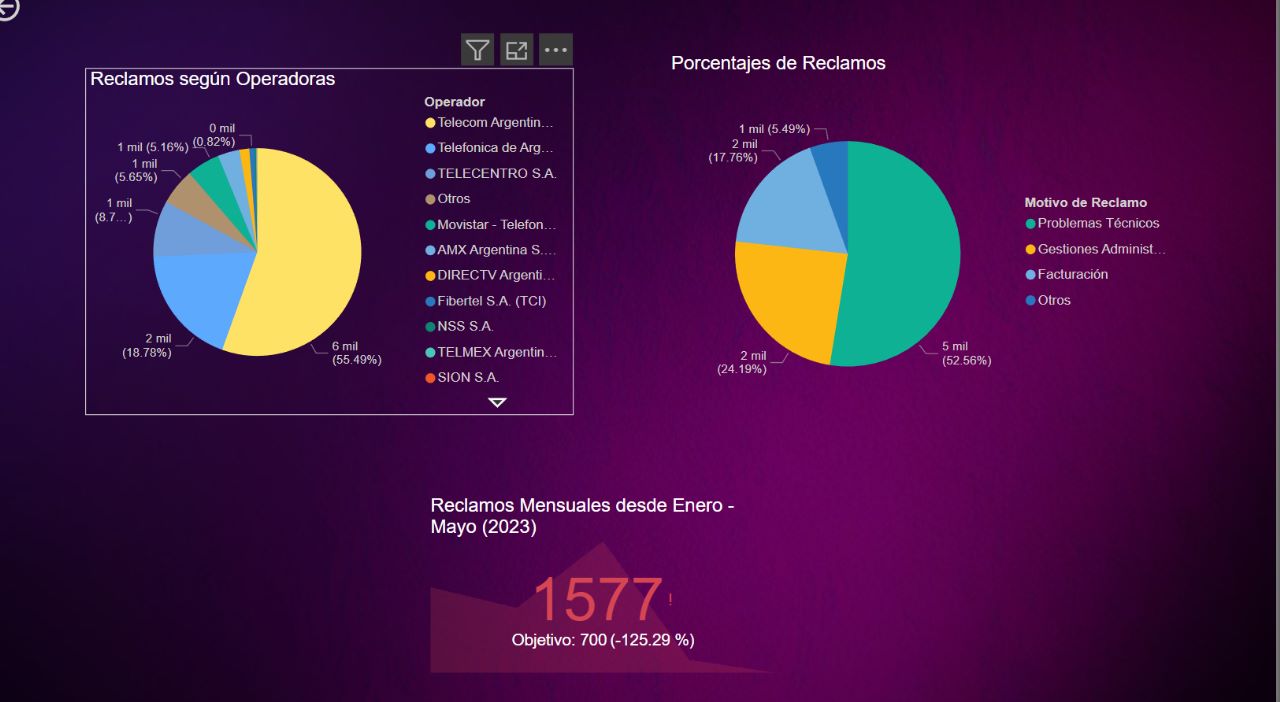 Reclamos según Operadoras
0 mil
(0.82%)
1 mil (5.16%)
1 mil
(5.65%)
1 mil
(8.7…)
2 mil
(18.78%)
6 mil
(55.49%)
Operador
Telecom Argentin…
Telefonica de Arg…
TELECENTRO S.A.
Otros
Movistar - Telefon…
AMX Argentina S.…
DIRECTV Argenti…
Fibertel S.A. (TCI)
NSS S.A.
TELMEX Argentin…
SION S.A.
Porcentajes de Reclamos
1 mil (5.49%)
2 mil
(17.76%)
2 mil
(24.19%)
5 mil
(52.56%)
Motivo de Reclamo
Problemas Técnicos
Gestiones Administ…
Facturación
Otros
Reclamos Mensuales desde Enero -
Mayo (2023)
1577!
Objetivo: 700 (-125.29 %)